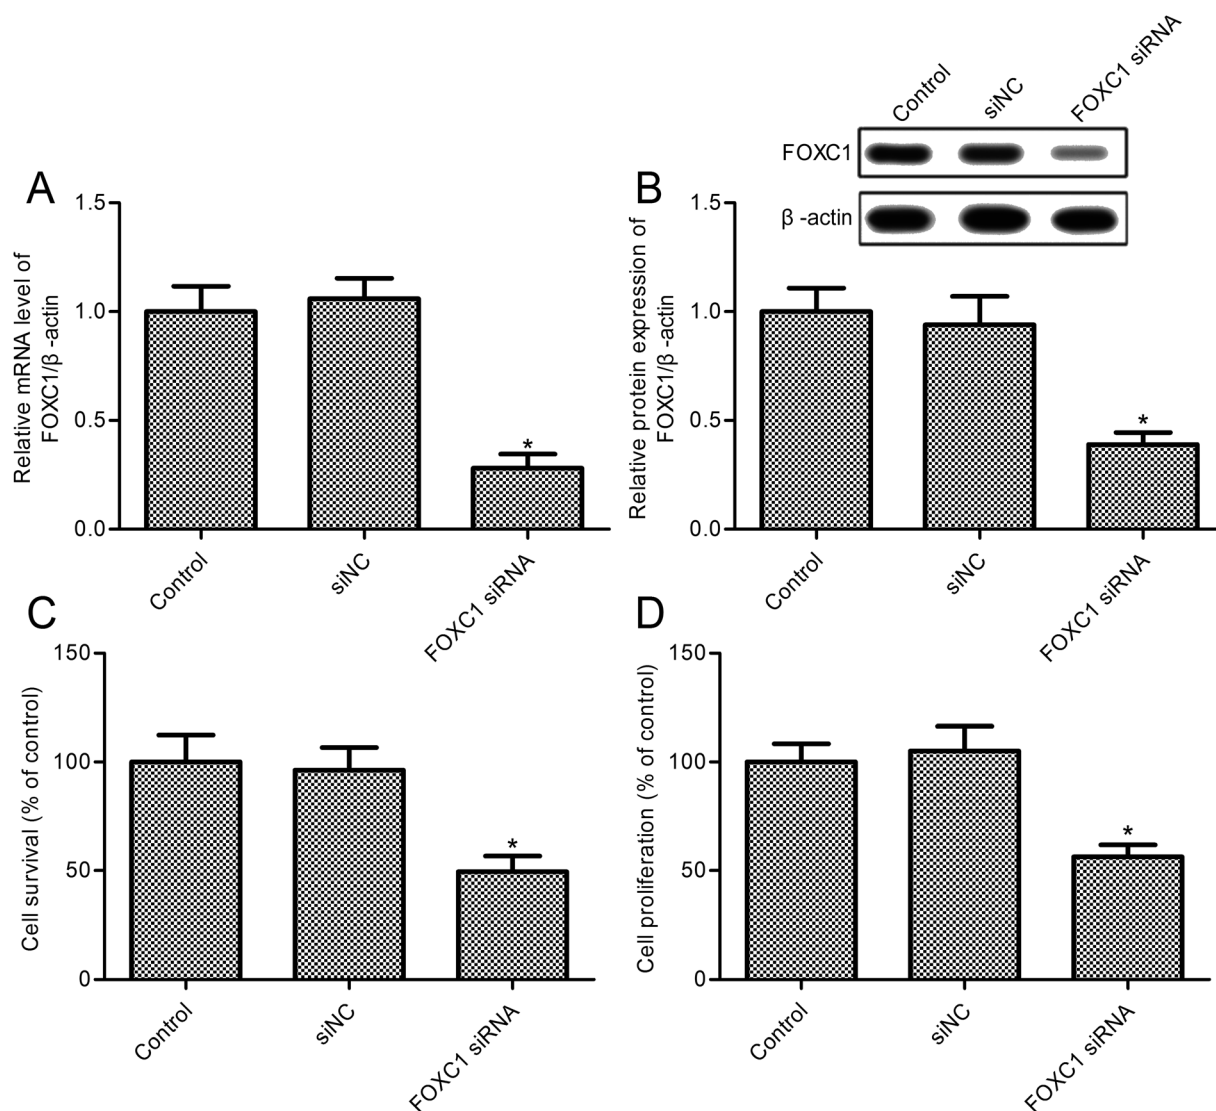 A
Relative mRNA level of
FOXC1/β -actin
1.5
1.0
0.5
0.0
*
Control
siNC
FOXC1 siRNA
B
Control
siNC
FOXC1 siRNA
FOXC1
β -actin
Relative protein expression of
FOXC1/β -actin
1.5
1.0
0.5
0.0
*
Control
siNC
FOXC1 siRNA
C
Cell survival (% of control)
150
100
50
0
*
Control
siNC
FOXC1 siRNA
D
Cell proliferation (% of control)
150
100
50
0
*
Control
siNC
FOXC1 siRNA